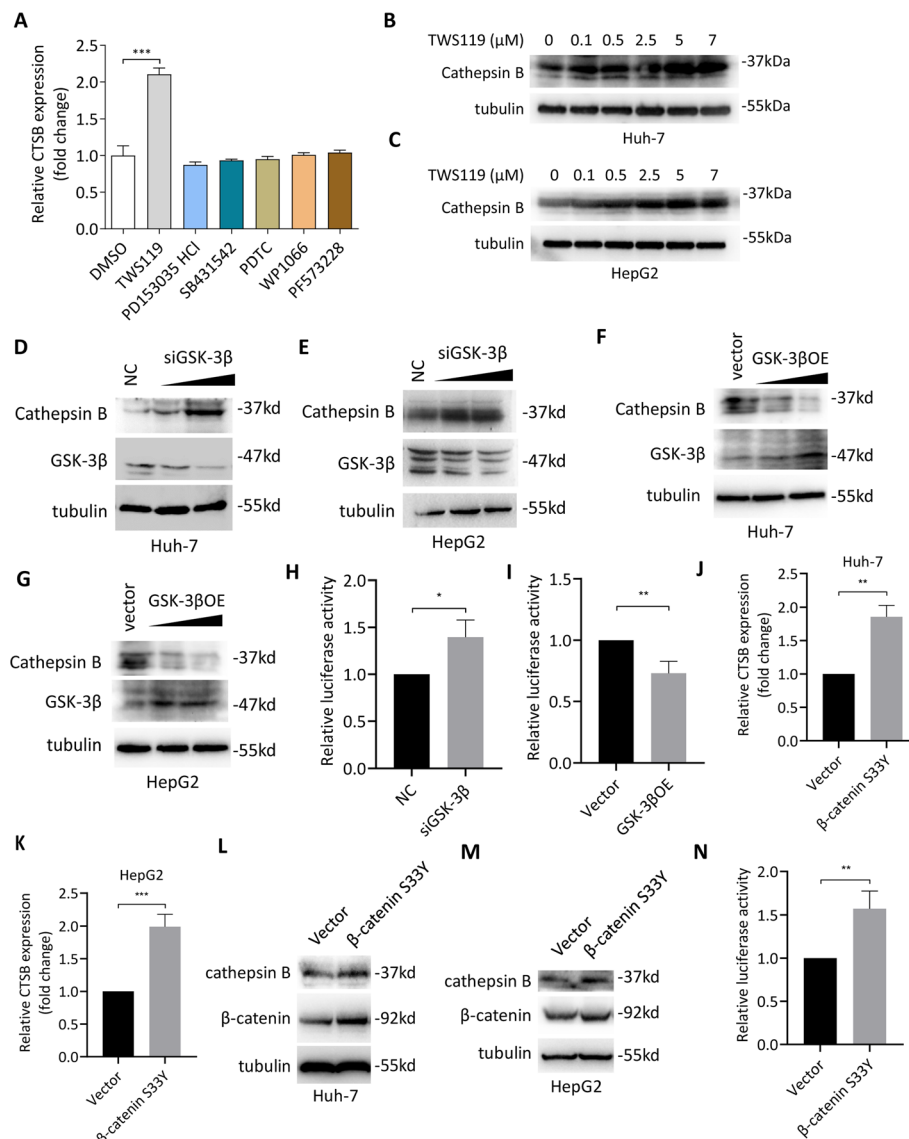 A
Relative CTSB expression
(fold change)
2.5
2.0
1.5
1.0
0.5
0.0
***
DMSO
TWS119
PD153035 HCl
SB431542
PDTC
WP1066
PF573228
B
TWS119 (μM) 0 0.1 0.5 2.5 5 7
Cathepsin B -37kDa
tubulin -55kDa
Huh-7
C
TWS119 (μM) 0 0.1 0.5 2.5 5 7
Cathepsin B -37kDa
tubulin -55kDa
HepG2
D
NC siGSK-3β
Cathepsin B -37kd
GSK-3β -47kd
tubulin -55kd
Huh-7
E
NC siGSK-3β
Cathepsin B -37kd
GSK-3β -47kd
tubulin -55kd
HepG2
F
vector GSK-3βOE
Cathepsin B -37kd
GSK-3β -47kd
tubulin -55kd
Huh-7
G
vector GSK-3βOE
Cathepsin B -37kd
GSK-3β -47kd
tubulin -55kd
HepG2
H
Relative luciferase activity
2.0
1.5
1.0
0.5
0.0
*
NC
siGSK-3β
I
Relative luciferase activity
1.5
1.0
0.5
0.0
**
Vector
GSK-3βOE
J
Huh-7
Relative CTSB expression
(fold change)
2.5
2.0
1.5
1.0
0.5
0.0
**
Vector
β-catenin S33Y
K
HepG2
Relative CTSB expression
(fold change)
2.5
2.0
1.5
1.0
0.5
0.0
***
Vector
β-catenin S33Y
L
Vector β-catenin S33Y
cathepsin B -37kd
β-catenin -92kd
tubulin -55kd
Huh-7
M
Vector β-catenin S33Y
cathepsin B -37kd
β-catenin -92kd
tubulin -55kd
HepG2
N
Relative luciferase activity
2.0
1.5
1.0
0.5
0.0
**
Vector
β-catenin S33Y